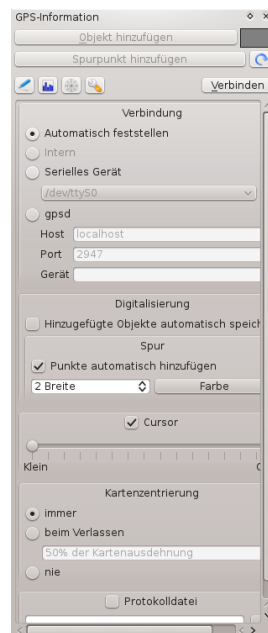 GPS-Information
Objekt hinzufügen
Spurpunkt hinzufügen
Verbinden
Verbindung
Automatisch feststellen
Intern
Serielles Gerät
/dev/ttyS0
gpsd
Host localhost
Port 2947
Gerät
Digitalisierung
Hinzugefügte Objekte automatisch speich
Spur
Punkte automatisch hinzufügen
2 Breite Farbe
Cursor
Klein
Kartenzentrierung
immer
beim Verlassen
50% der Kartenausdehnung
nie
Protokolldatei